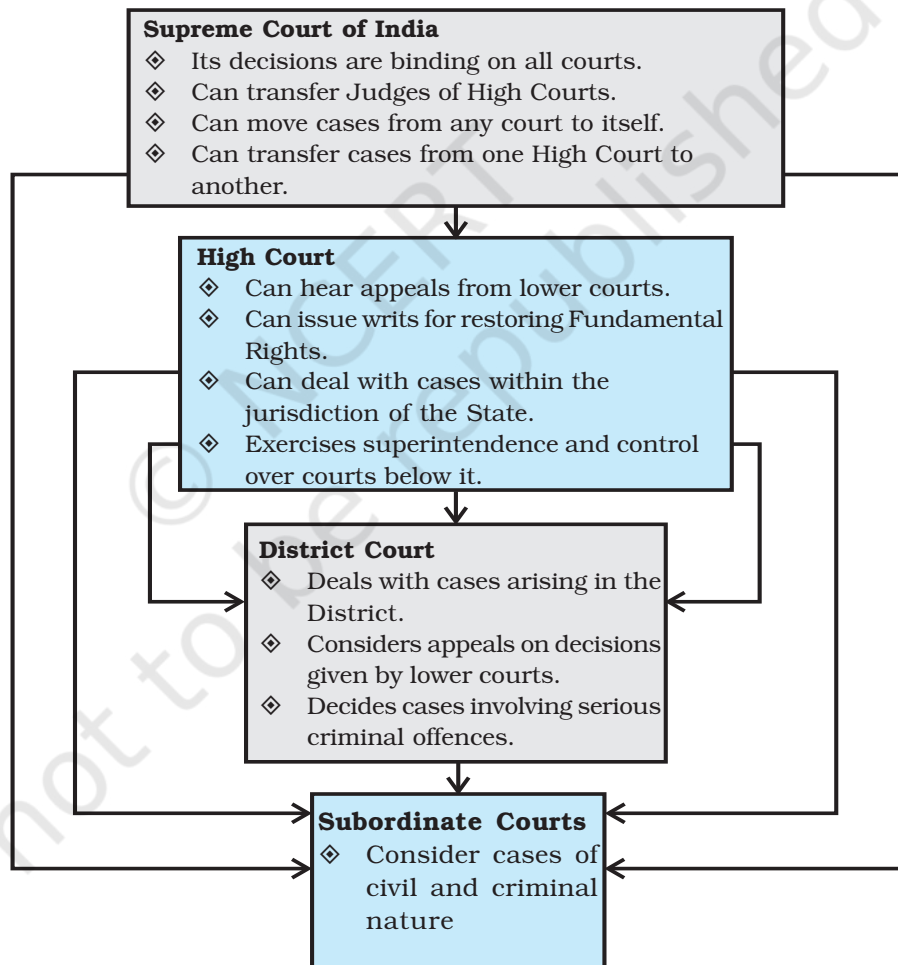 Supreme Court of India
◈ Its decisions are binding on all courts.
◈ Can transfer Judges of High Courts.
◈ Can move cases from any court to itself.
◈ Can transfer cases from one High Court to
another.
High Court
◈ Can hear appeals from lower courts.
◈ Can issue writs for restoring Fundamental
Rights.
◈ Can deal with cases within the
jurisdiction of the State.
◈ Exercises superintendence and control
over courts below it.
District Court
◈ Deals with cases arising in the
District.
◈ Considers appeals on decisions
given by lower courts.
◈ Decides cases involving serious
criminal offences.
Subordinate Courts
◈ Consider cases of
civil and criminal
nature
© NCERT
not to be republished